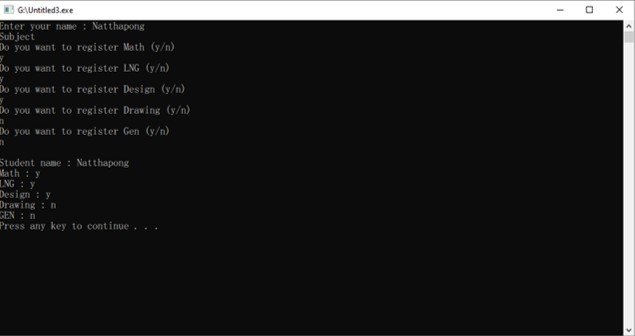 G:\Untitled3.exe
Enter your name : Natthapong
Subject
Do you want to register Math (y/n)
y
Do you want to register LNG (y/n)
y
Do you want to register Design (y/n)
y
Do you want to register Drawing (y/n)
n
Do you want to register Gen (y/n)
n
Student name : Natthapong
Math : y
LNG : y
Design : y
Drawing : n
GEN : n
Press any key to continue . . .